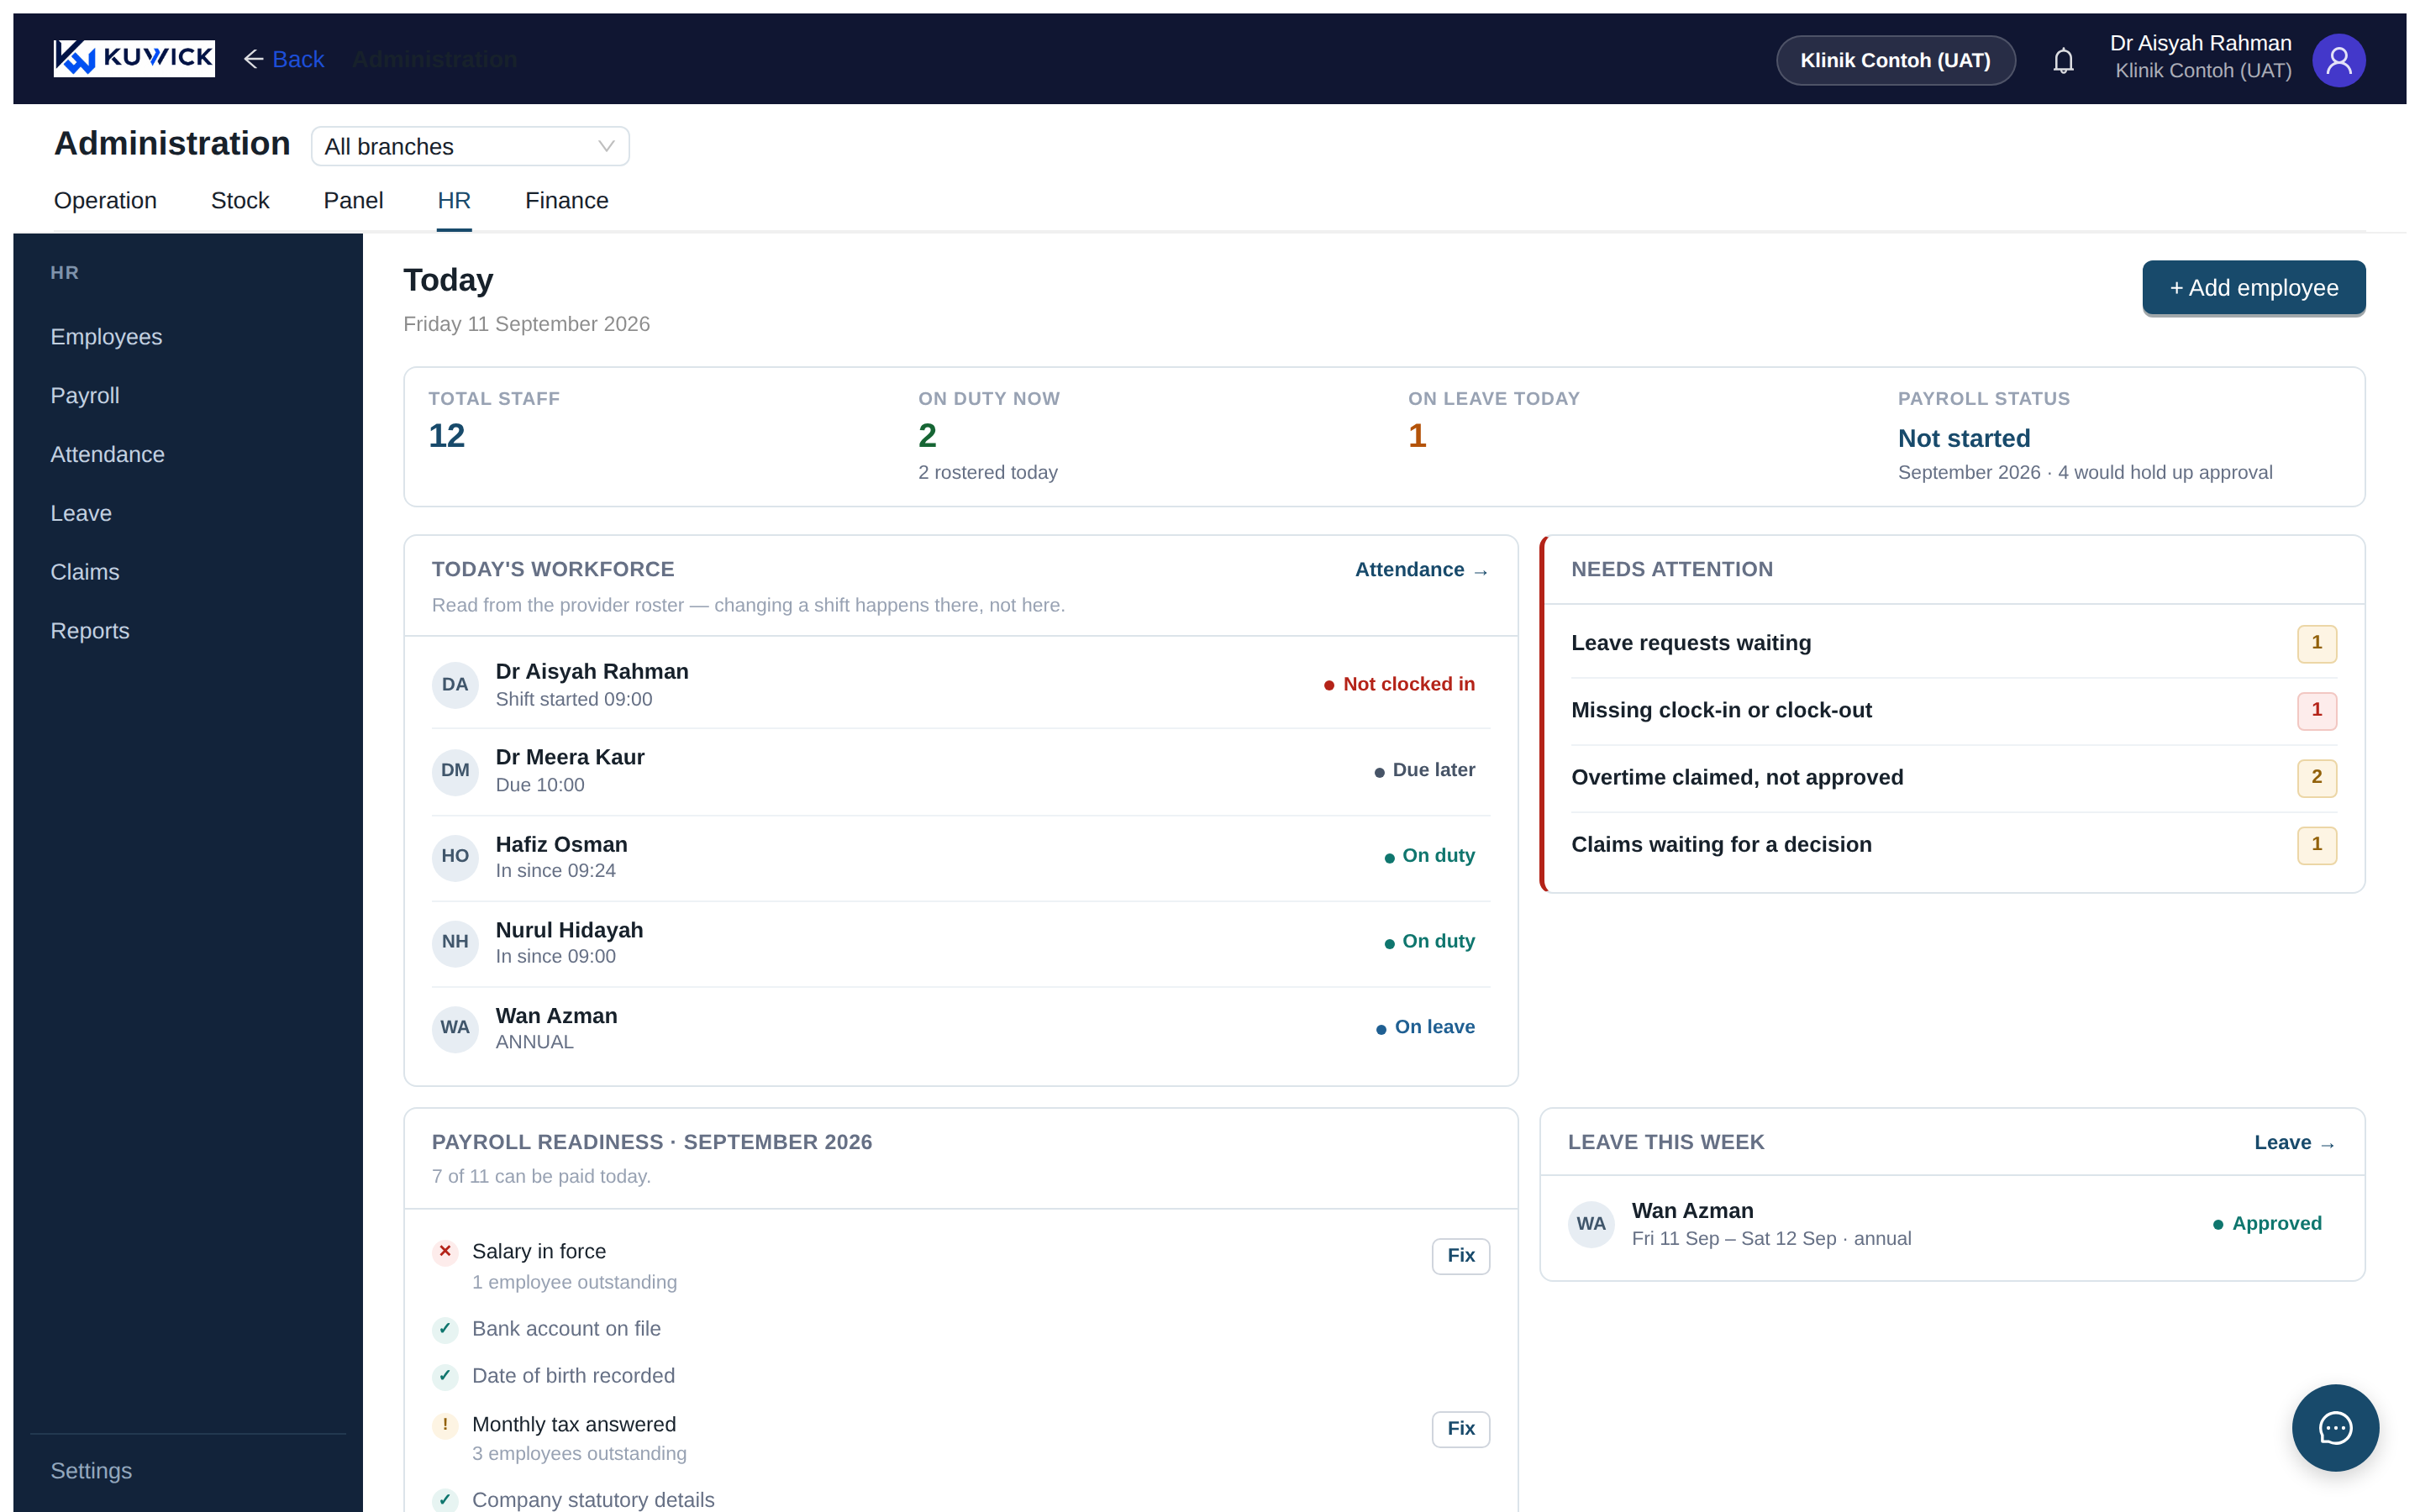 KUWICK
Back Administration
Klinik Contoh (UAT)
Dr Aisyah Rahman
Klinik Contoh (UAT)
Administration
All branches
Operation Stock Panel HR Finance
HR
Employees
Payroll
Attendance
Leave
Claims
Reports
Settings
Today
Friday 11 September 2026
+ Add employee
TOTAL STAFF
12
ON DUTY NOW
2
2 rostered today
ON LEAVE TODAY
1
PAYROLL STATUS
Not started
September 2026 · 4 would hold up approval
TODAY'S WORKFORCE
Attendance →
Read from the provider roster — changing a shift happens there, not here.
DA
Dr Aisyah Rahman
Shift started 09:00
Not clocked in
DM
Dr Meera Kaur
Due 10:00
Due later
HO
Hafiz Osman
In since 09:24
On duty
NH
Nurul Hidayah
In since 09:00
On duty
WA
Wan Azman
ANNUAL
On leave
NEEDS ATTENTION
Leave requests waiting 1
Missing clock-in or clock-out 1
Overtime claimed, not approved 2
Claims waiting for a decision 1
PAYROLL READINESS · SEPTEMBER 2026
7 of 11 can be paid today.
Salary in force
1 employee outstanding
Fix
Bank account on file
Date of birth recorded
Monthly tax answered
3 employees outstanding
Fix
Company statutory details
LEAVE THIS WEEK
Leave →
WA
Wan Azman
Fri 11 Sep – Sat 12 Sep · annual
Approved